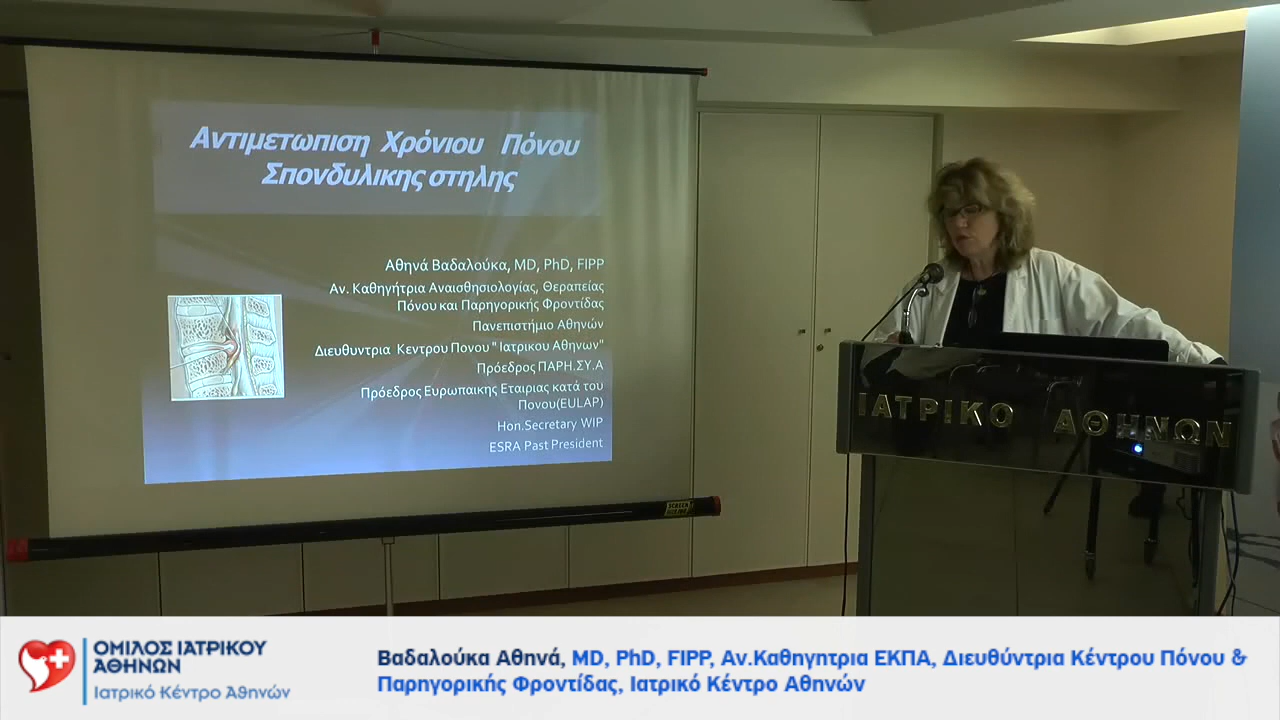 Αντιμετωπιση Χρόνιου Πόνου
Σπονδυλικης στηλης
Αθηνά Βαδαλούκα, MD, PhD, FIPP
Αν. Καθηγήτρια Αναισθησιολογίας, Θεραπείας
Πόνου και Παρηγορικής Φροντίδας
Πανεπιστήμιο Αθηνών
Διευθυντρια Κεντρου Πονου " Ιατρικου Αθηνων"
Πρόεδρος ΠΑΡΗ.ΣΥ.Α
Πρόεδρος Ευρωπαικης Εταιριας κατά του
Πονου(EULAP)
Hon.Secretary WIP
ESRA Past President
ΙΑΤΡΙΚΟ ΑΘΗΝΩΝ
ΟΜΙΛΟΣ ΙΑΤΡΙΚΟΥ
ΑΘΗΝΩΝ
Ιατρικό Κέντρο Αθηνών
Βαδαλούκα Αθηνά, MD, PhD, FIPP, Αν.Καθηγητρια ΕΚΠΑ, Διευθύντρια Κέντρου Πόνου &
Παρηγορικής Φροντίδας, Ιατρικό Κέντρο Αθηνών